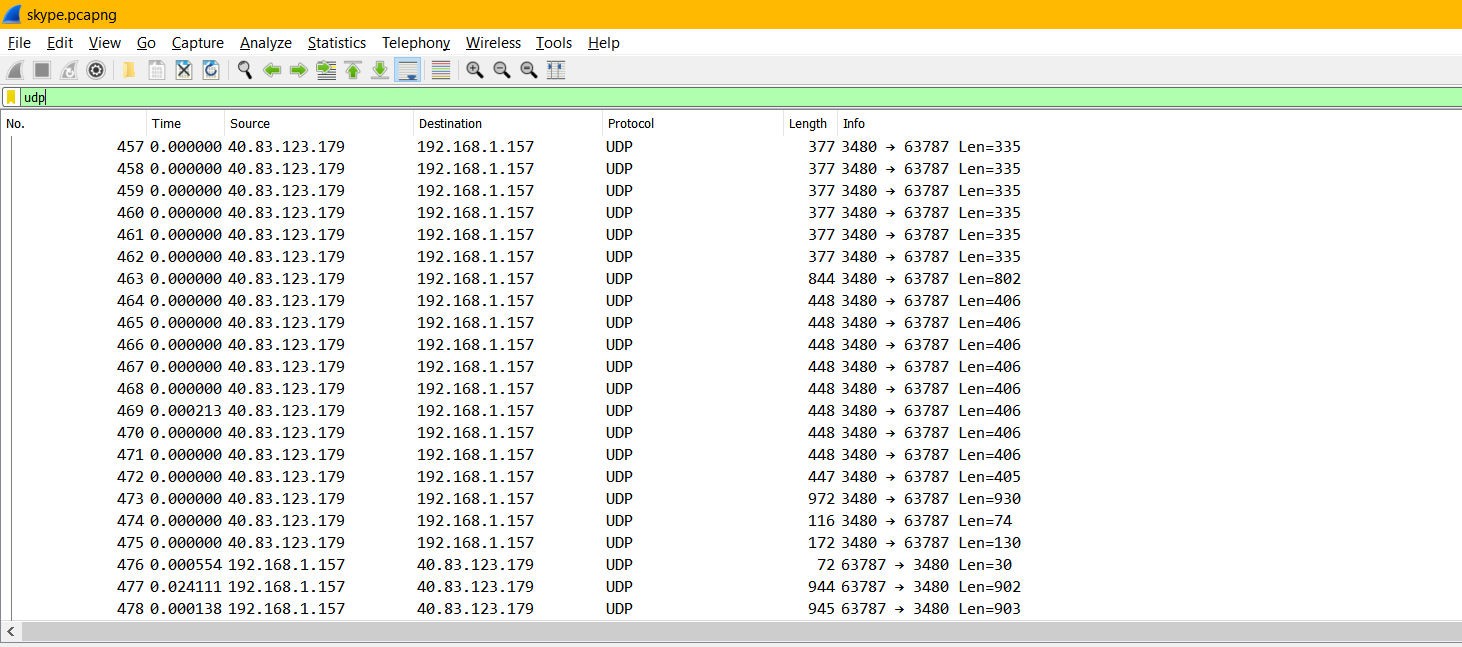 skype.pcapng
File Edit View Go Capture Analyze Statistics Telephony Wireless Tools Help
udp
No. Time Source Destination Protocol Length Info
457 0.000000 40.83.123.179 192.168.1.157 UDP 377 3480 → 63787 Len=335
458 0.000000 40.83.123.179 192.168.1.157 UDP 377 3480 → 63787 Len=335
459 0.000000 40.83.123.179 192.168.1.157 UDP 377 3480 → 63787 Len=335
460 0.000000 40.83.123.179 192.168.1.157 UDP 377 3480 → 63787 Len=335
461 0.000000 40.83.123.179 192.168.1.157 UDP 377 3480 → 63787 Len=335
462 0.000000 40.83.123.179 192.168.1.157 UDP 377 3480 → 63787 Len=335
463 0.000000 40.83.123.179 192.168.1.157 UDP 844 3480 → 63787 Len=802
464 0.000000 40.83.123.179 192.168.1.157 UDP 448 3480 → 63787 Len=406
465 0.000000 40.83.123.179 192.168.1.157 UDP 448 3480 → 63787 Len=406
466 0.000000 40.83.123.179 192.168.1.157 UDP 448 3480 → 63787 Len=406
467 0.000000 40.83.123.179 192.168.1.157 UDP 448 3480 → 63787 Len=406
468 0.000000 40.83.123.179 192.168.1.157 UDP 448 3480 → 63787 Len=406
469 0.000213 40.83.123.179 192.168.1.157 UDP 448 3480 → 63787 Len=406
470 0.000000 40.83.123.179 192.168.1.157 UDP 448 3480 → 63787 Len=406
471 0.000000 40.83.123.179 192.168.1.157 UDP 448 3480 → 63787 Len=406
472 0.000000 40.83.123.179 192.168.1.157 UDP 447 3480 → 63787 Len=405
473 0.000000 40.83.123.179 192.168.1.157 UDP 972 3480 → 63787 Len=930
474 0.000000 40.83.123.179 192.168.1.157 UDP 116 3480 → 63787 Len=74
475 0.000000 40.83.123.179 192.168.1.157 UDP 172 3480 → 63787 Len=130
476 0.000554 192.168.1.157 40.83.123.179 UDP 72 63787 → 3480 Len=30
477 0.024111 192.168.1.157 40.83.123.179 UDP 944 63787 → 3480 Len=902
478 0.000138 192.168.1.157 40.83.123.179 UDP 945 63787 → 3480 Len=903